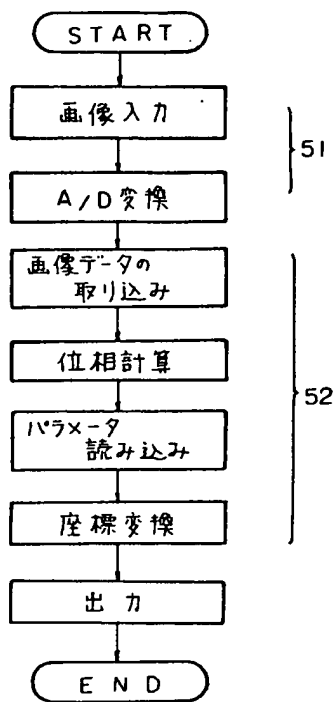 START
画像入力
51
A/D変換
画像データの
取り込み
位相計算
52
パラメータ
読み込み
座標変換
出力
END